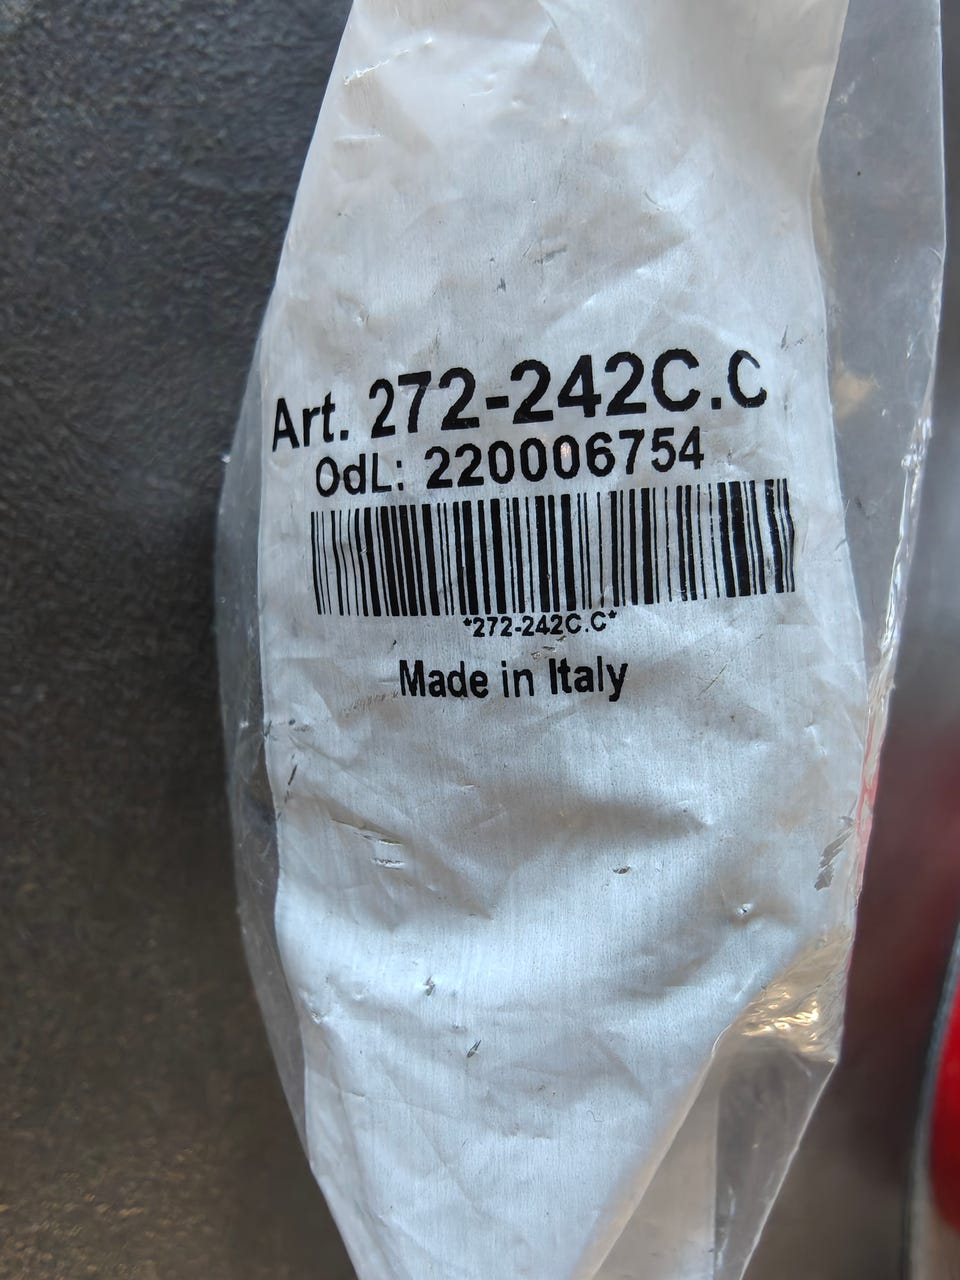 Art. 272-242C.C
OdL: 220006754
*272-242C.C*
Made in Italy